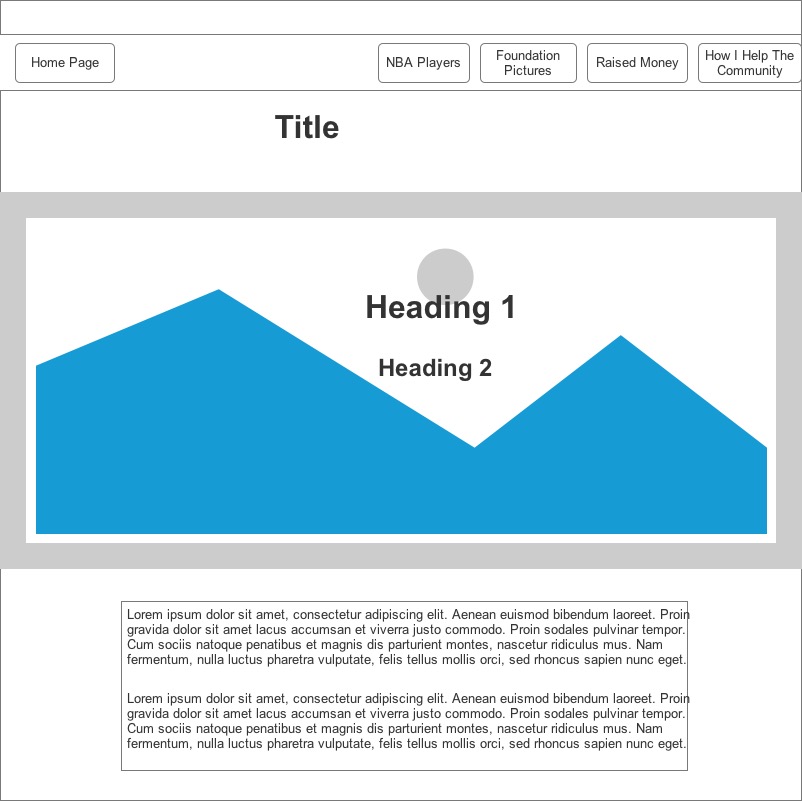 Home Page
NBA Players
Foundation
Pictures
Raised Money
How I Help The
Community
Title
Heading 1
Heading 2
Lorem ipsum dolor sit amet, consectetur adipiscing elit. Aenean euismod bibendum laoreet. Proin
gravida dolor sit amet lacus accumsan et viverra justo commodo. Proin sodales pulvinar tempor.
Cum sociis natoque penatibus et magnis dis parturient montes, nascetur ridiculus mus. Nam
fermentum, nulla luctus pharetra vulputate, felis tellus mollis orci, sed rhoncus sapien nunc eget.
Lorem ipsum dolor sit amet, consectetur adipiscing elit. Aenean euismod bibendum laoreet. Proin
gravida dolor sit amet lacus accumsan et viverra justo commodo. Proin sodales pulvinar tempor.
Cum sociis natoque penatibus et magnis dis parturient montes, nascetur ridiculus mus. Nam
fermentum, nulla luctus pharetra vulputate, felis tellus mollis orci, sed rhoncus sapien nunc eget.